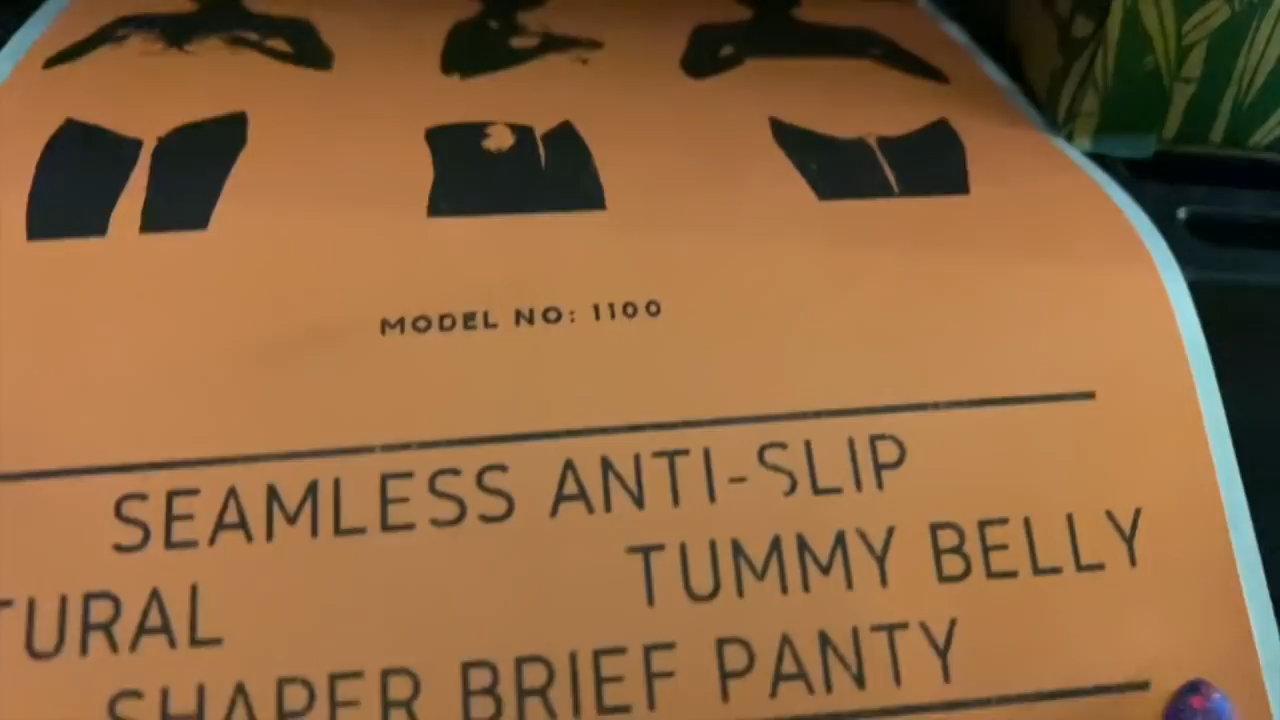 MODEL NO: 1100
SEAMLESS ANTI-SLIP
TURAL TUMMY BELLY
SHAPER BRIEF PANTY